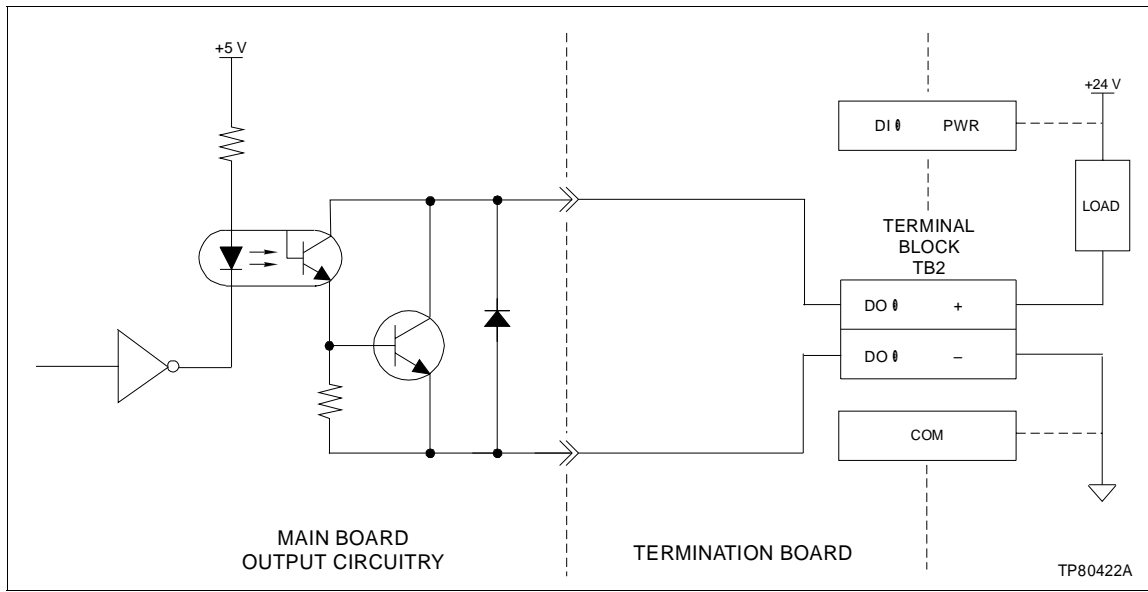 +5 V
+24 V
DI 0 PWR
LOAD
TERMINAL
BLOCK
TB2
DO 0 +
DO 0 –
COM
MAIN BOARD
OUTPUT CIRCUITRY
TERMINATION BOARD
TP80422A